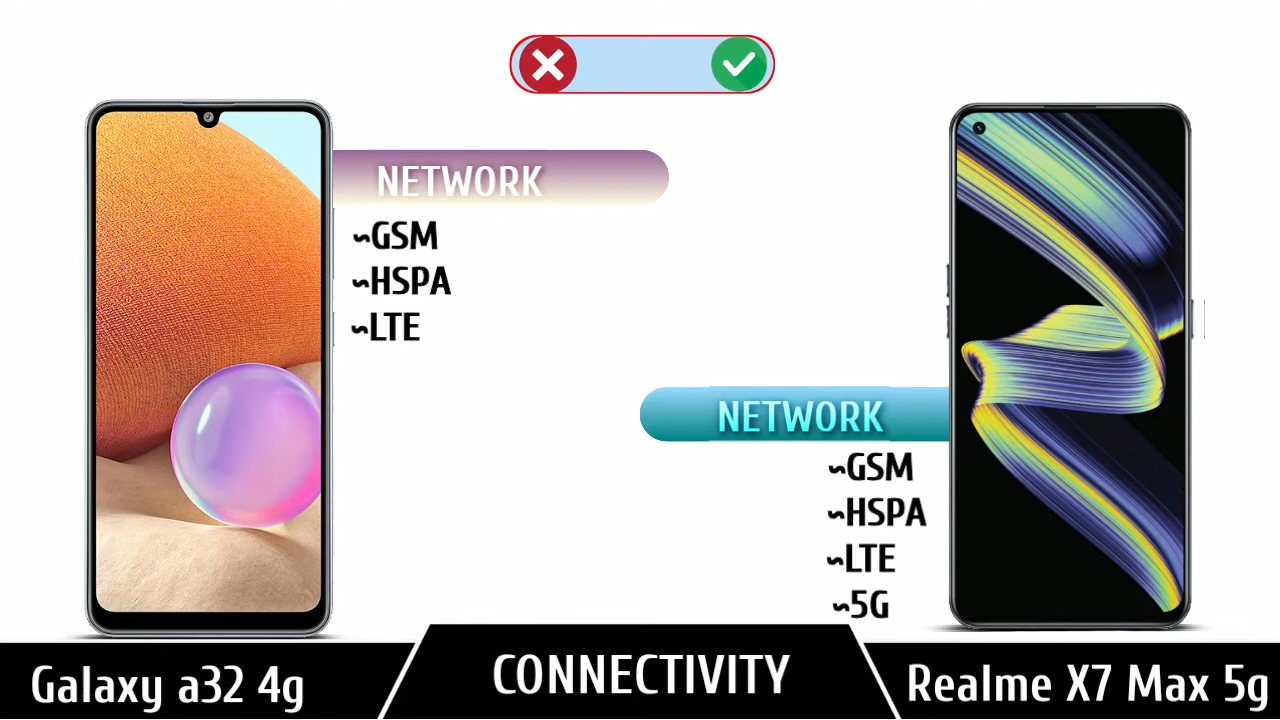 NETWORK
~GSM
~HSPA
~LTE
NETWORK
~GSM
~HSPA
~LTE
~5G
Galaxy a32 4g
CONNECTIVITY
Realme X7 Max 5g